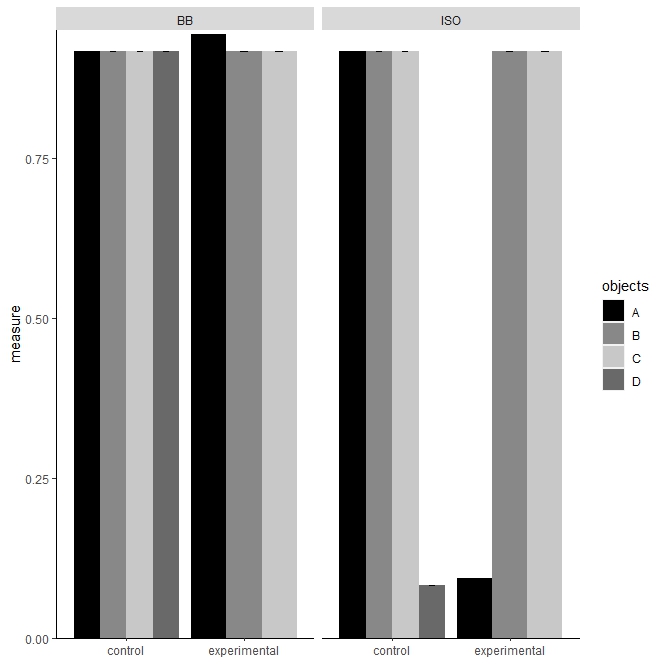 BB
ISO
measure
0.75
0.50
0.25
0.00
control
experimental
control
experimental
objects
A
B
C
D